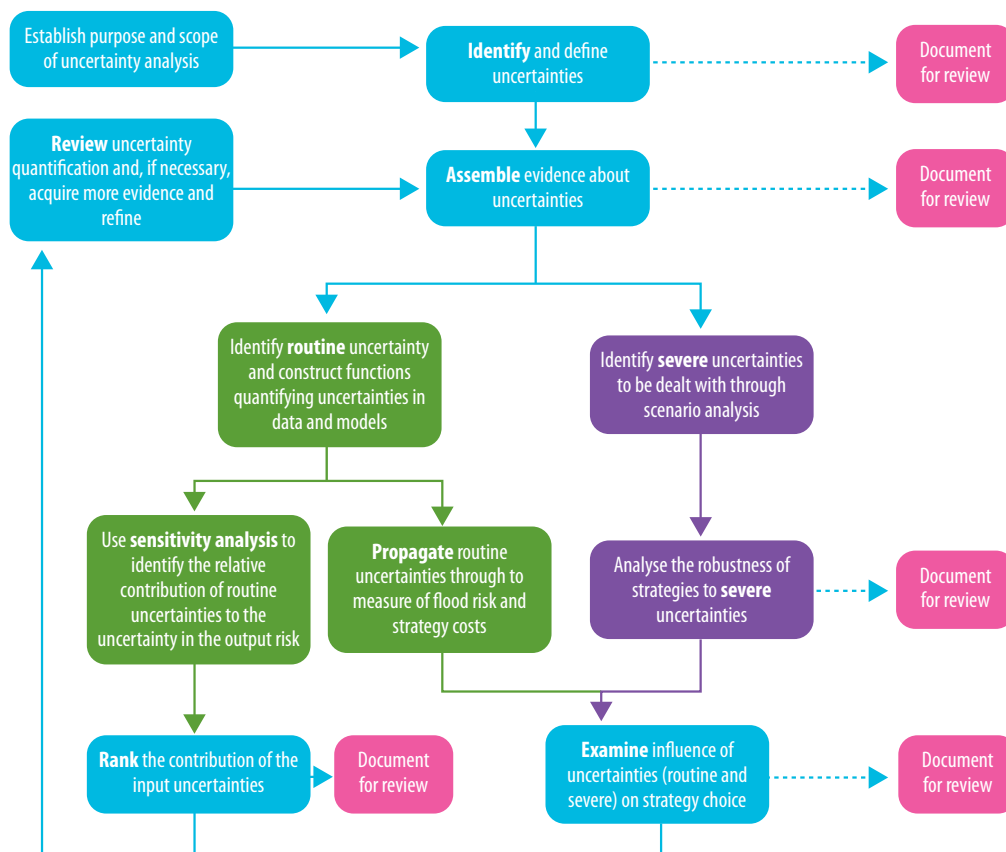 Establish purpose and scope
of uncertainty analysis
Identify and define
uncertainties
Document
for review
Review uncertainty
quantification and, if necessary,
acquire more evidence and
refine
Assemble evidence about
uncertainties
Document
for review
Identify routine uncertainty
and construct functions
quantifying uncertainties in
data and models
Identify severe uncertainties
to be dealt with through
scenario analysis
Use sensitivity analysis to
identify the relative
contribution of routine
uncertainties to the
uncertainty in the output risk
Propagate routine
uncertainties through to
measure of flood risk and
strategy costs
Analyse the robustness of
strategies to severe
uncertainties
Document
for review
Rank the contribution of the
input uncertainties
Document
for review
Examine influence of
uncertainties (routine and
severe) on strategy choice
Document
for review